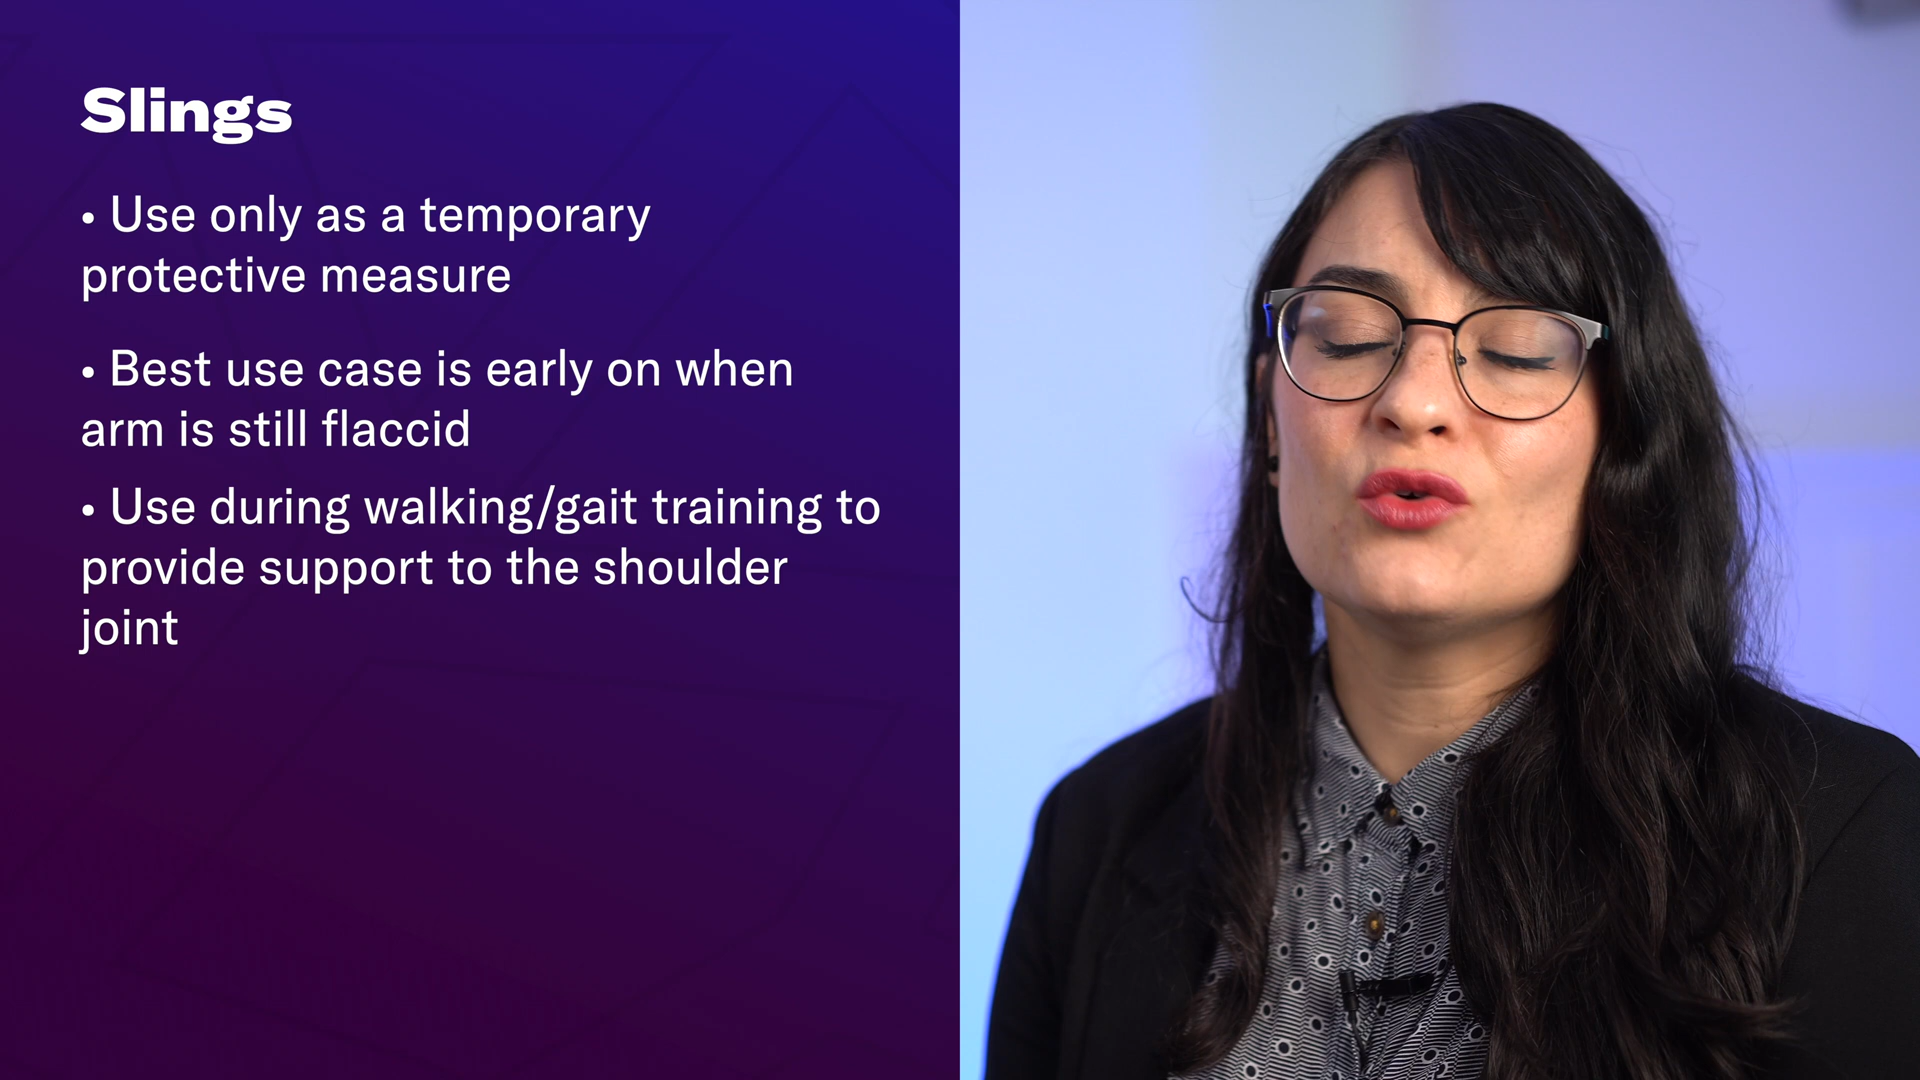 Slings
• Use only as a temporary
protective measure
• Best use case is early on when
arm is still flaccid
• Use during walking/gait training to
provide support to the shoulder
joint